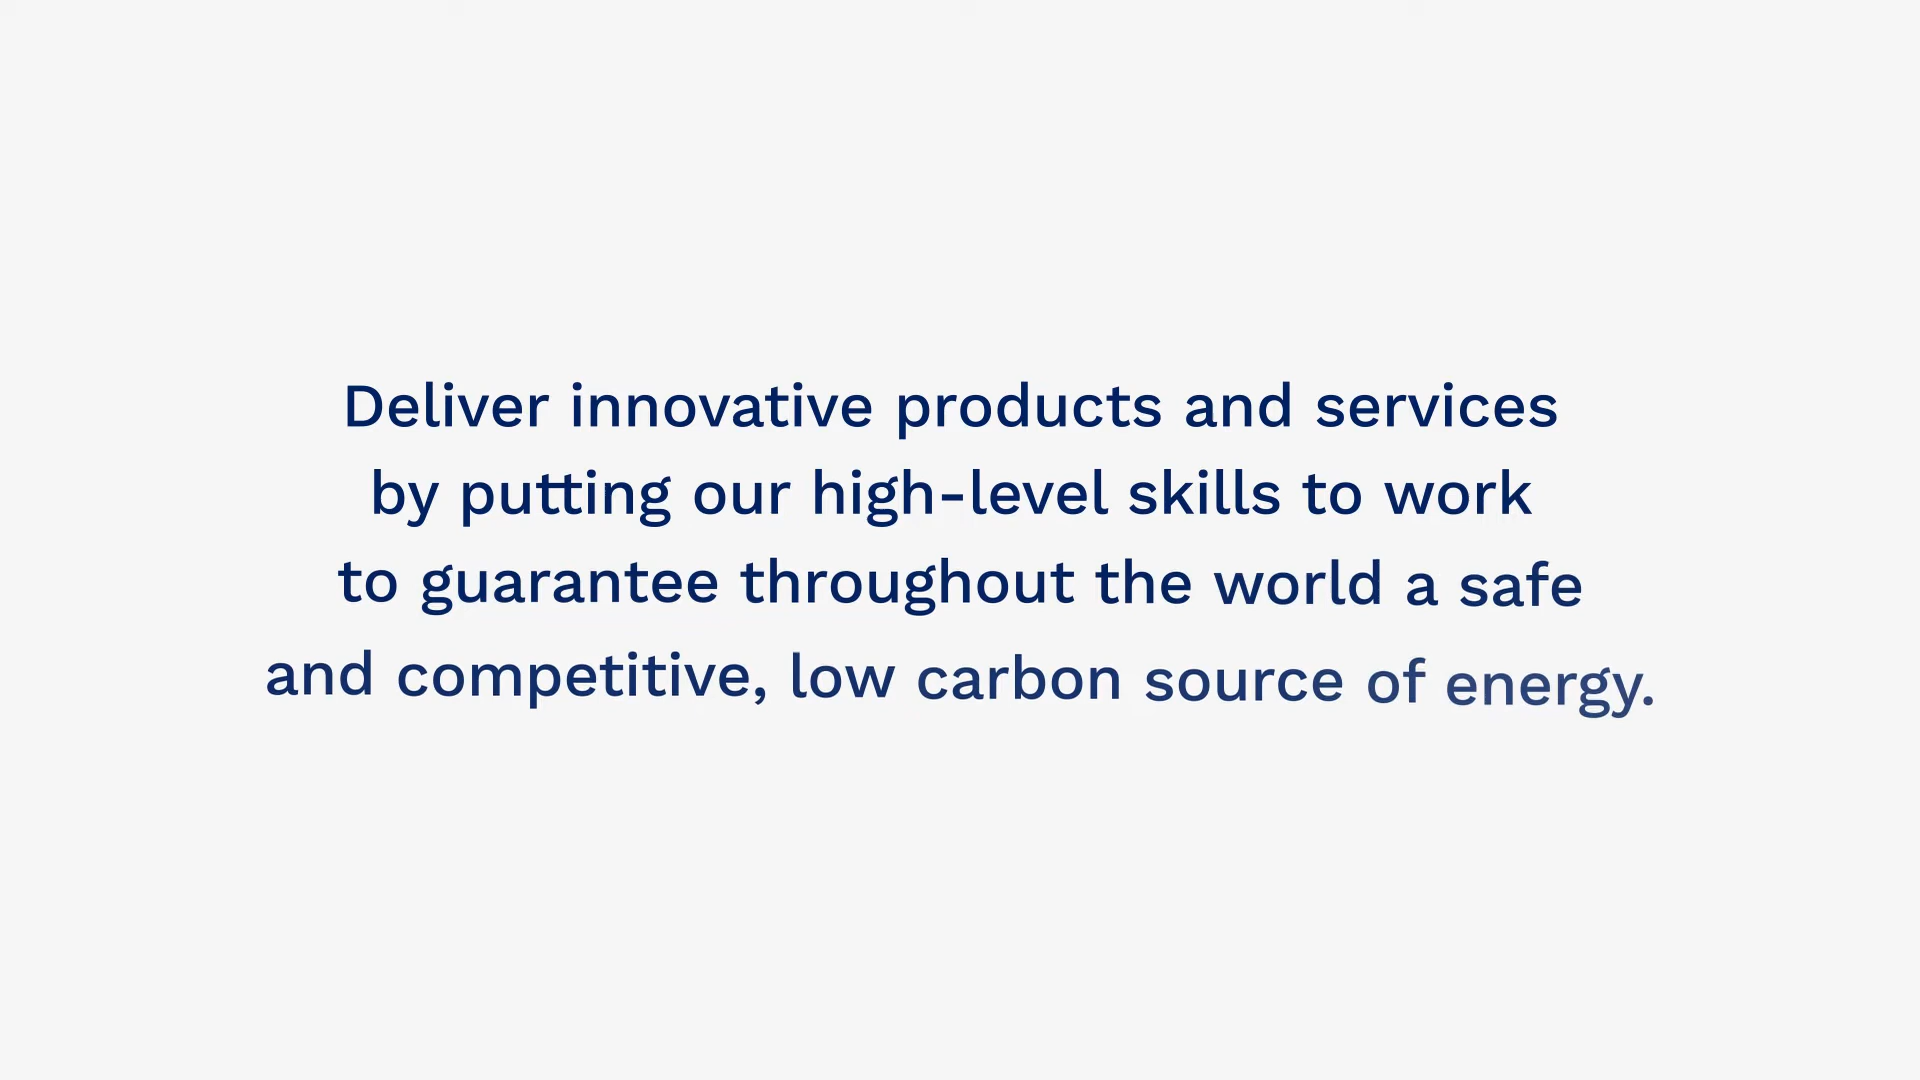 Deliver innovative products and services
by putting our high-level skills to work
to guarantee throughout the world a safe
and competitive, low carbon source of energy.